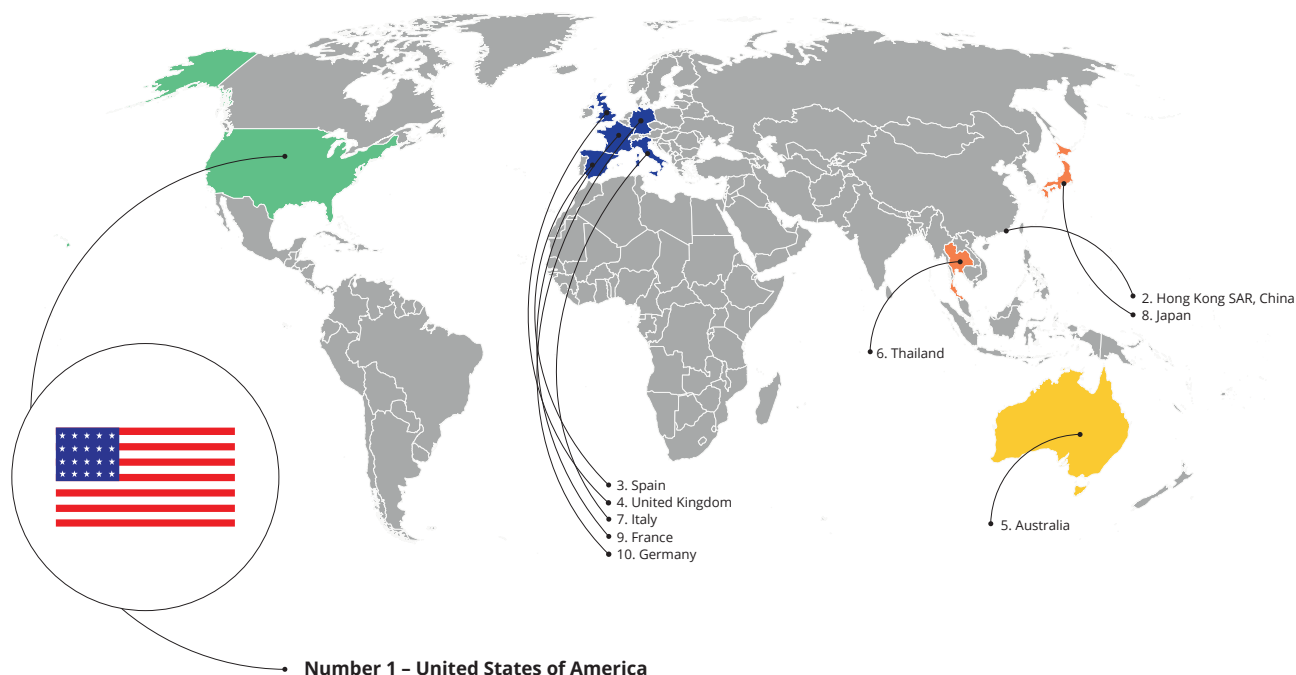 2. Hong Kong SAR, China
8. Japan
6. Thailand
3. Spain
4. United Kingdom
7. Italy
9. France
10. Germany
5. Australia
Number 1 – United States of America